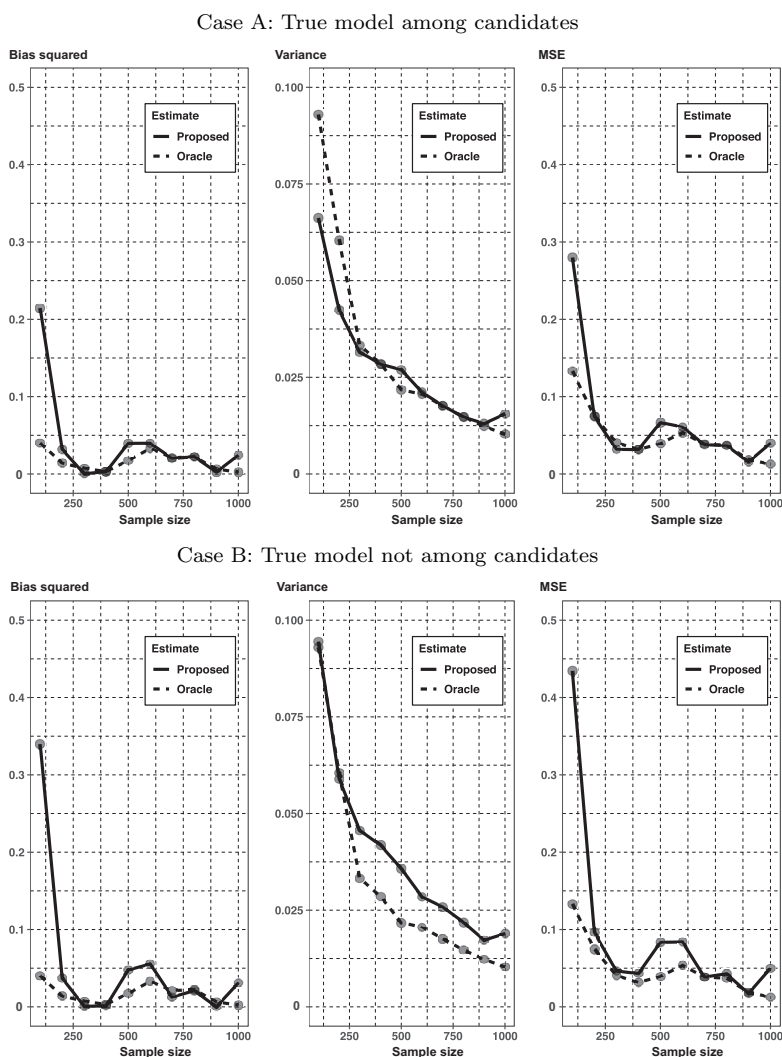 Case A: True model among candidates
Bias squared
Variance
MSE
0.5
0.4
0.3
0.2
0.1
0
Estimate
Proposed
Oracle
250
500
750
1000
Sample size
0.100
0.075
0.050
0.025
0
Estimate
Proposed
Oracle
250
500
750
1000
Sample size
0.5
0.4
0.3
0.2
0.1
0
Estimate
Proposed
Oracle
250
500
750
1000
Sample size
Case B: True model not among candidates
Bias squared
Variance
MSE
0.5
0.4
0.3
0.2
0.1
0
Estimate
Proposed
Oracle
250
500
750
1000
Sample size
0.100
0.075
0.050
0.025
0
Estimate
Proposed
Oracle
250
500
750
1000
Sample size
0.5
0.4
0.3
0.2
0.1
0
Estimate
Proposed
Oracle
250
500
750
1000
Sample size